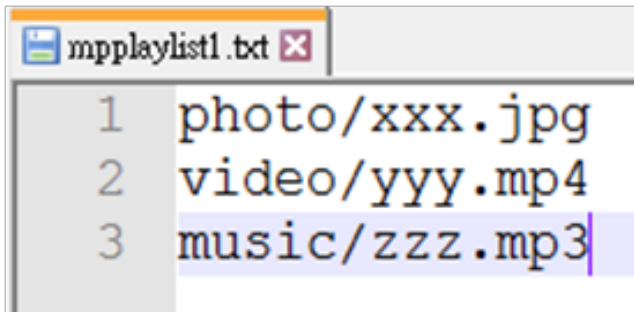 mpplaylist1.txt
1 photo/xxx.jpg
2 video/yyy.mp4
3 music/zzz.mp3